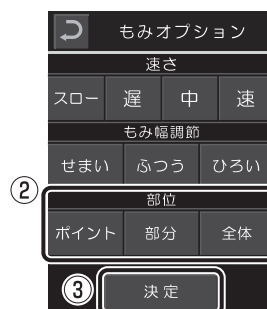 もみオプション
速さ
スロー 遅 中 速
もみ幅調節
せまい ふつう ひろい
② 部位
ポイント 部分 全体
③ 決定